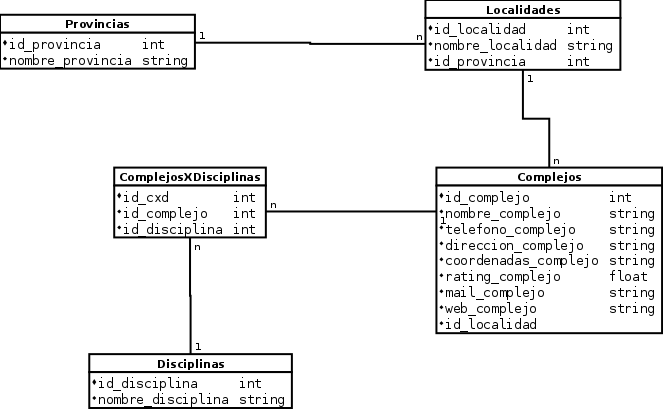 Provincias
id_provincia int
nombre_provincia string
1
n
Localidades
id_localidad int
nombre_localidad string
id_provincia int
1
n
ComplejosXDisciplinas
id_cxd int
id_complejo int
id_disciplina int
n
1
n
1
Complejos
id_complejo int
nombre_complejo string
telefono_complejo string
direccion_complejo string
coordenadas_complejo string
rating_complejo float
mail_complejo string
web_complejo string
id_localidad
Disciplinas
id_disciplina int
nombre_disciplina string